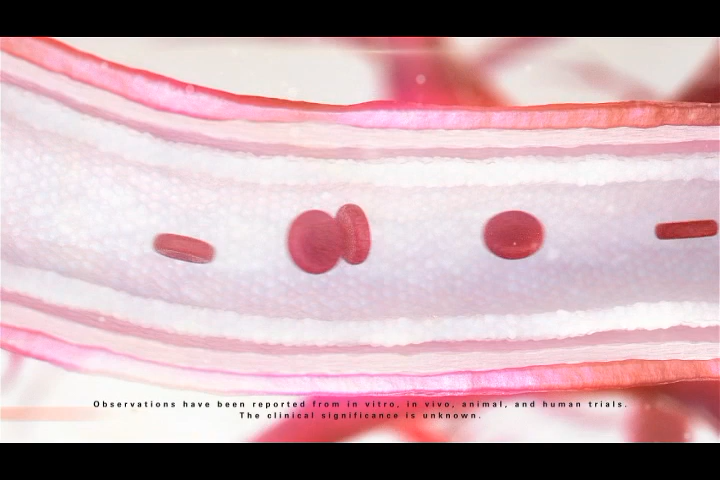 Observations have been reported from in vitro, in vivo, animal, and human trials.
The clinical significance is unknown.